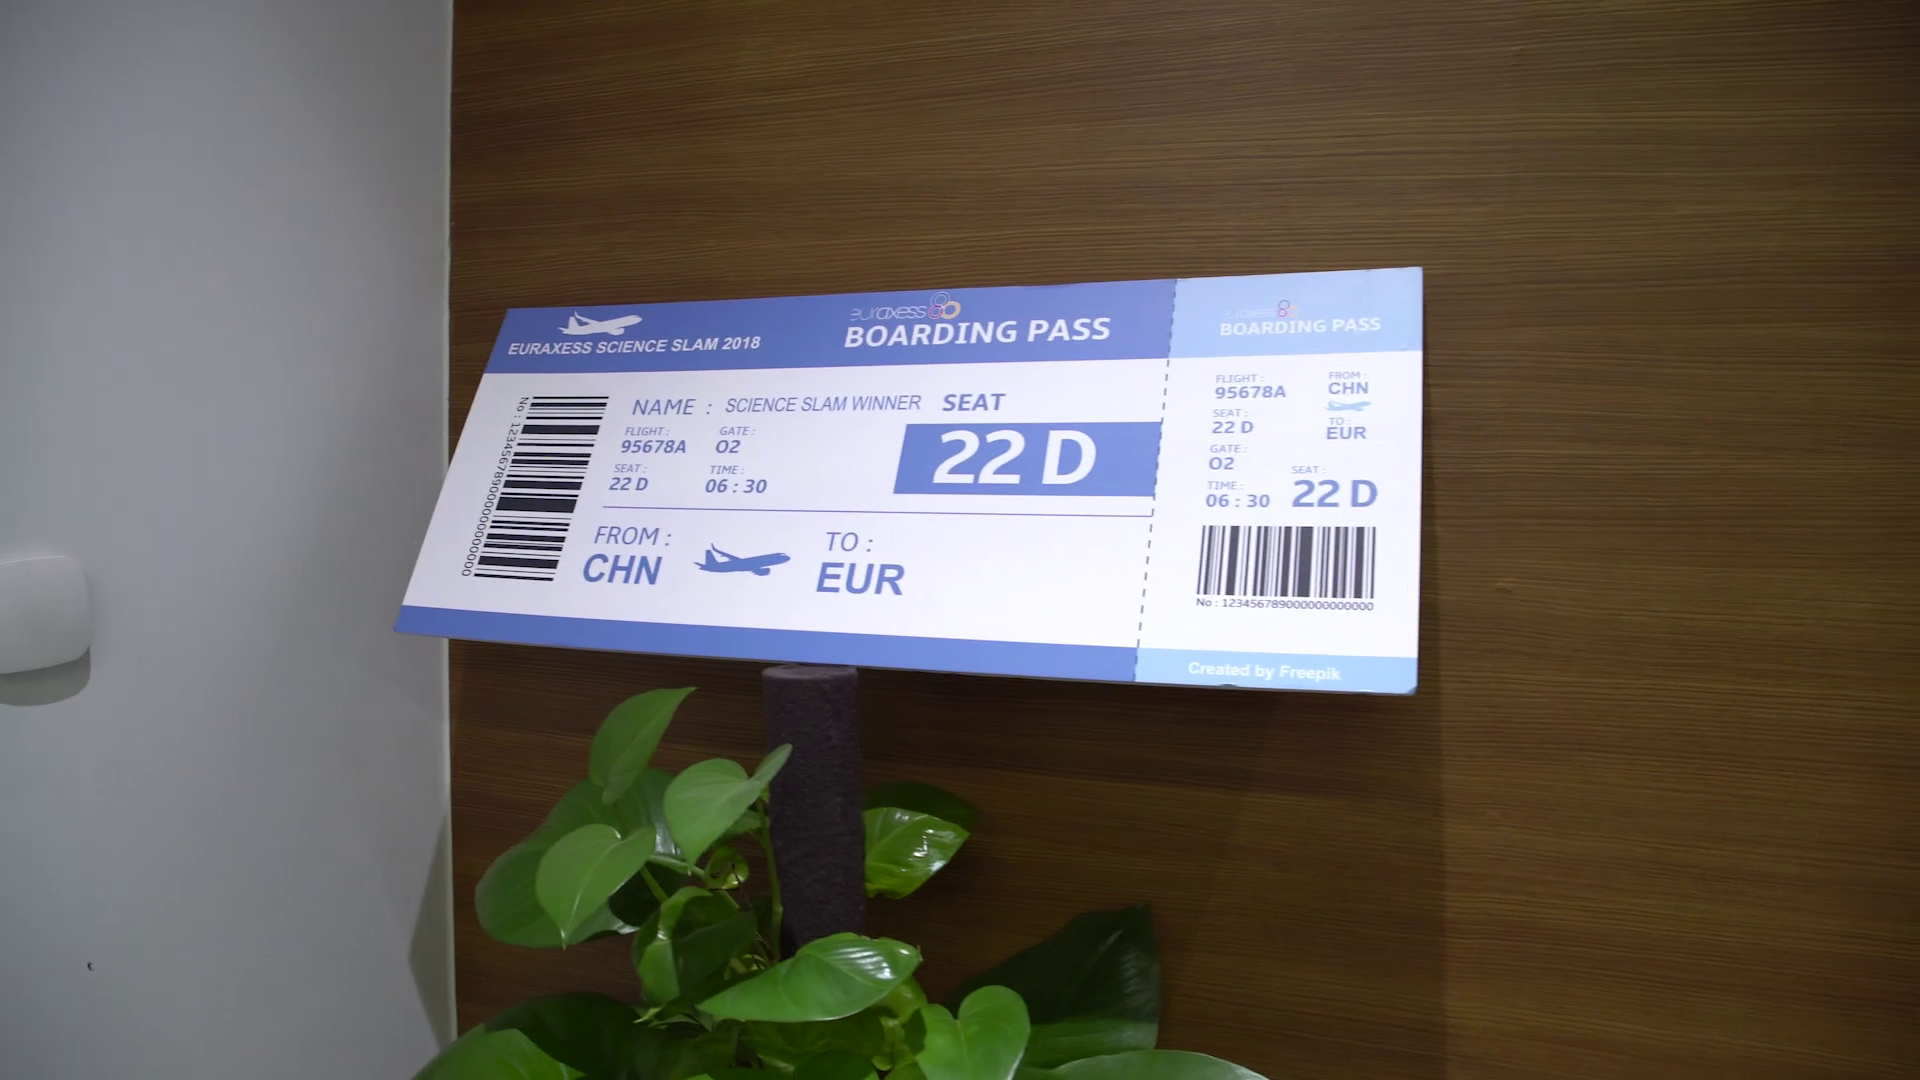 EURAXESS SCIENCE SLAM 2018
euraxess
BOARDING PASS
NAME : SCIENCE SLAM WINNER
SEAT
22 D
FLIGHT :
95678A
GATE :
O2
SEAT :
22 D
TIME :
06 : 30
FROM :
CHN
TO :
EUR
No : 123456789000000000000
euraxess
BOARDING PASS
FLIGHT :
95678A
FROM :
CHN
SEAT :
22 D
TO :
EUR
GATE :
O2
TIME :
06 : 30
SEAT :
22 D
No : 123456789000000000000
Created by Freepik